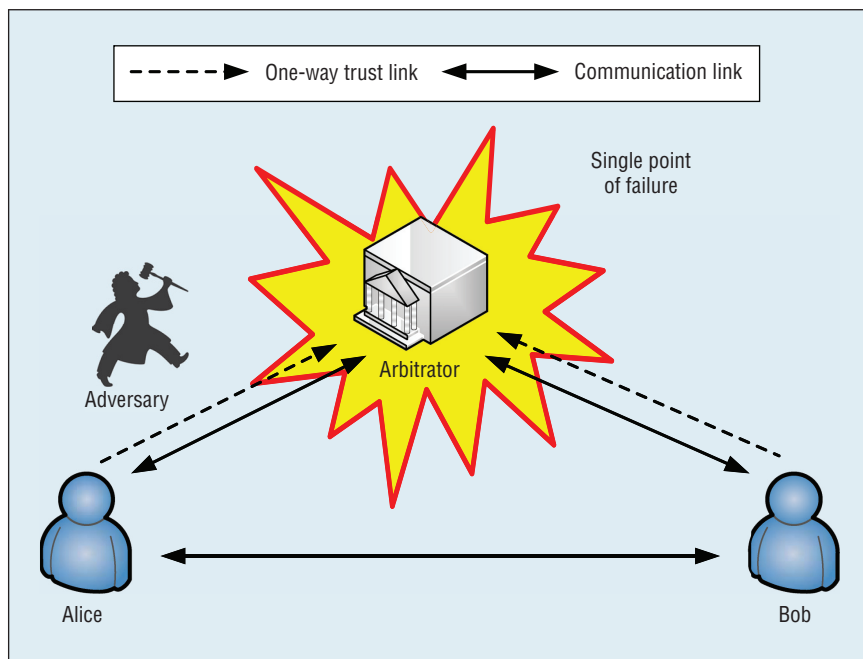 One-way trust link
Communication link
Single point
of failure
Arbitrator
Adversary
Alice
Bob